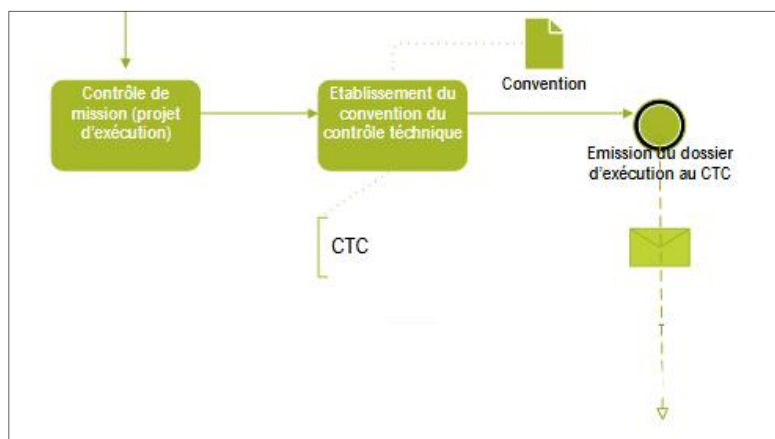 Contrôle de
mission (projet
d'exécution)
Etablissement du
convention du
contrôle téchnique
Convention
Emission du dossier
d'exécution au CTC
CTC